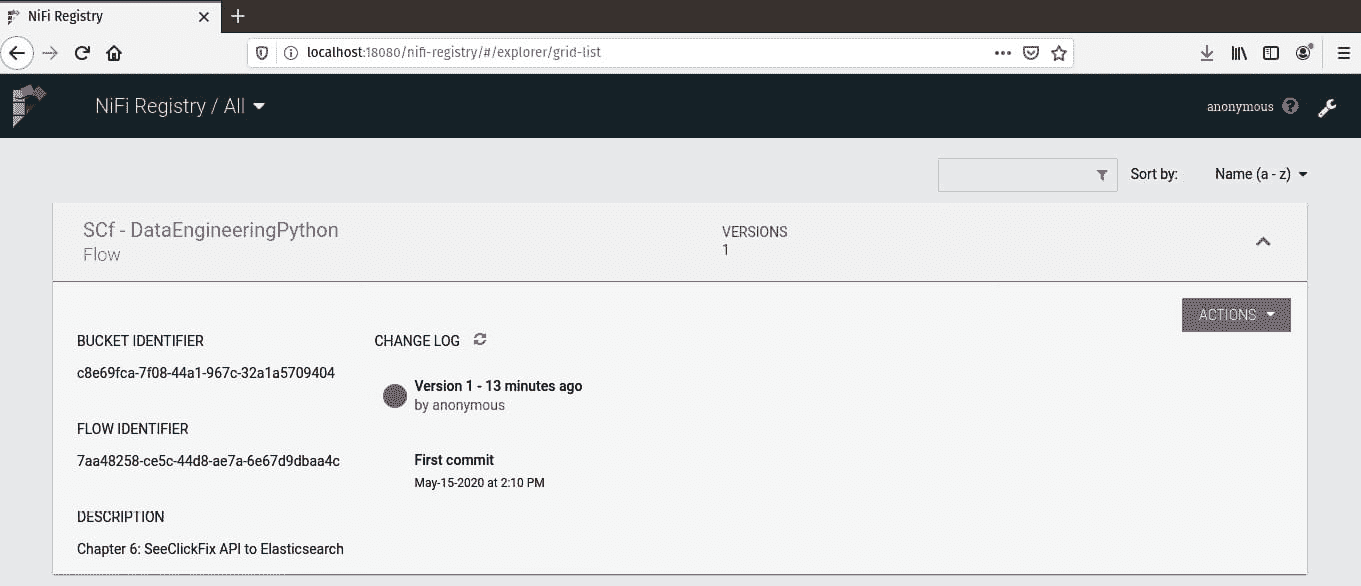 NiFi Registry
localhost:18080/nifi-registry/#/explorer/grid-list
NiFi Registry / All
anonymous
Sort by: Name (a - z)
SCf - DataEngineeringPython
Flow
VERSIONS
1
ACTIONS
BUCKET IDENTIFIER
c8e69fca-7f08-44a1-967c-32a1a5709404
FLOW IDENTIFIER
7aa48258-ce5c-44d8-ae7a-6e67d9dbaa4c
DESCRIPTION
Chapter 6: SeeClickFix API to Elasticsearch
CHANGE LOG
Version 1 - 13 minutes ago
by anonymous
First commit
May-15-2020 at 2:10 PM